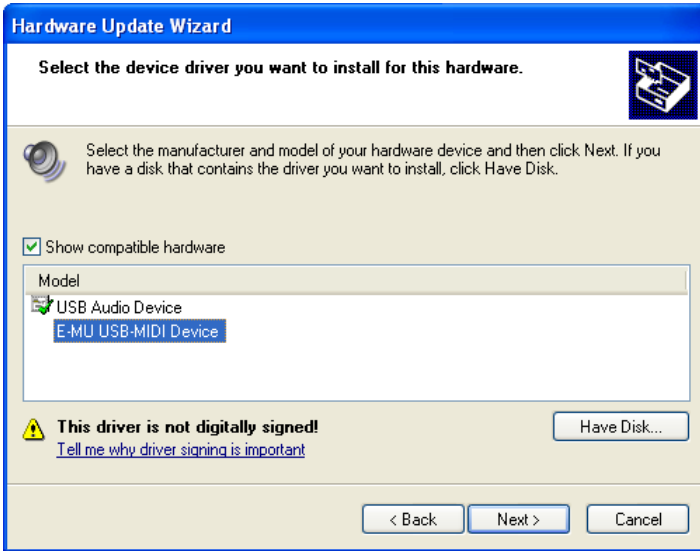 Hardware Update Wizard
Select the device driver you want to install for this hardware.
Select the manufacturer and model of your hardware device and then click Next. If you
have a disk that contains the driver you want to install, click Have Disk.
Show compatible hardware
Model
USB Audio Device
E-MU USB-MIDI Device
This driver is not digitally signed!
Have Disk...
Tell me why driver signing is important
< Back
Next >
Cancel